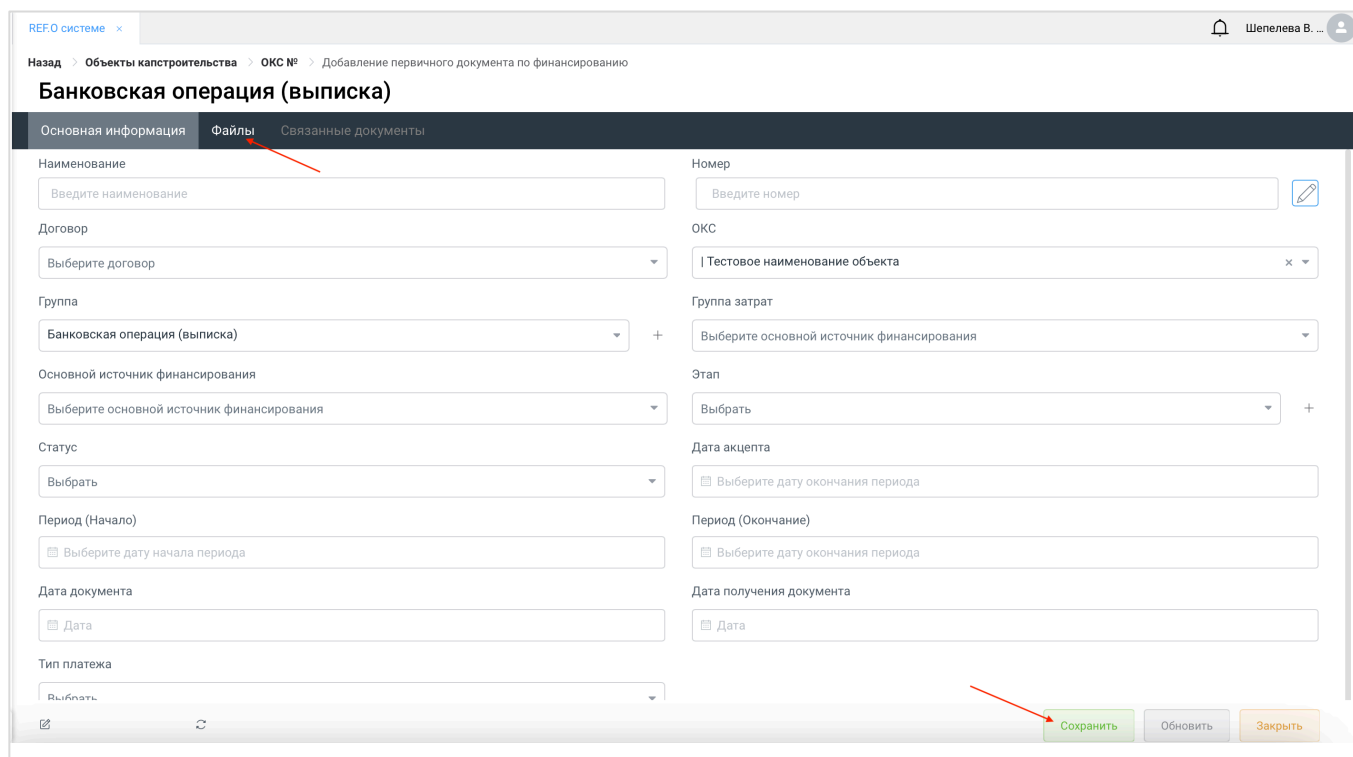 REF.О системе ×
Шепелева В. ...
Назад > Объекты капстроительства > ОКС № > Добавление первичного документа по финансированию
Банковская операция (выписка)
Основная информация Файлы Связанные документы
Наименование Номер
Введите наименование Введите номер
Договор ОКС
Выберите договор | Тестовое наименование объекта ×
Группа Группа затрат
Банковская операция (выписка) + Выберите основной источник финансирования
Основной источник финансирования Этап
Выберите основной источник финансирования Выбрать +
Статус Дата акцепта
Выбрать Выберите дату окончания периода
Период (Начало) Период (Окончание)
Выберите дату начала периода Выберите дату окончания периода
Дата документа Дата получения документа
Дата Дата
Тип платежа
Выбрать
Сохранить Обновить Закрыть